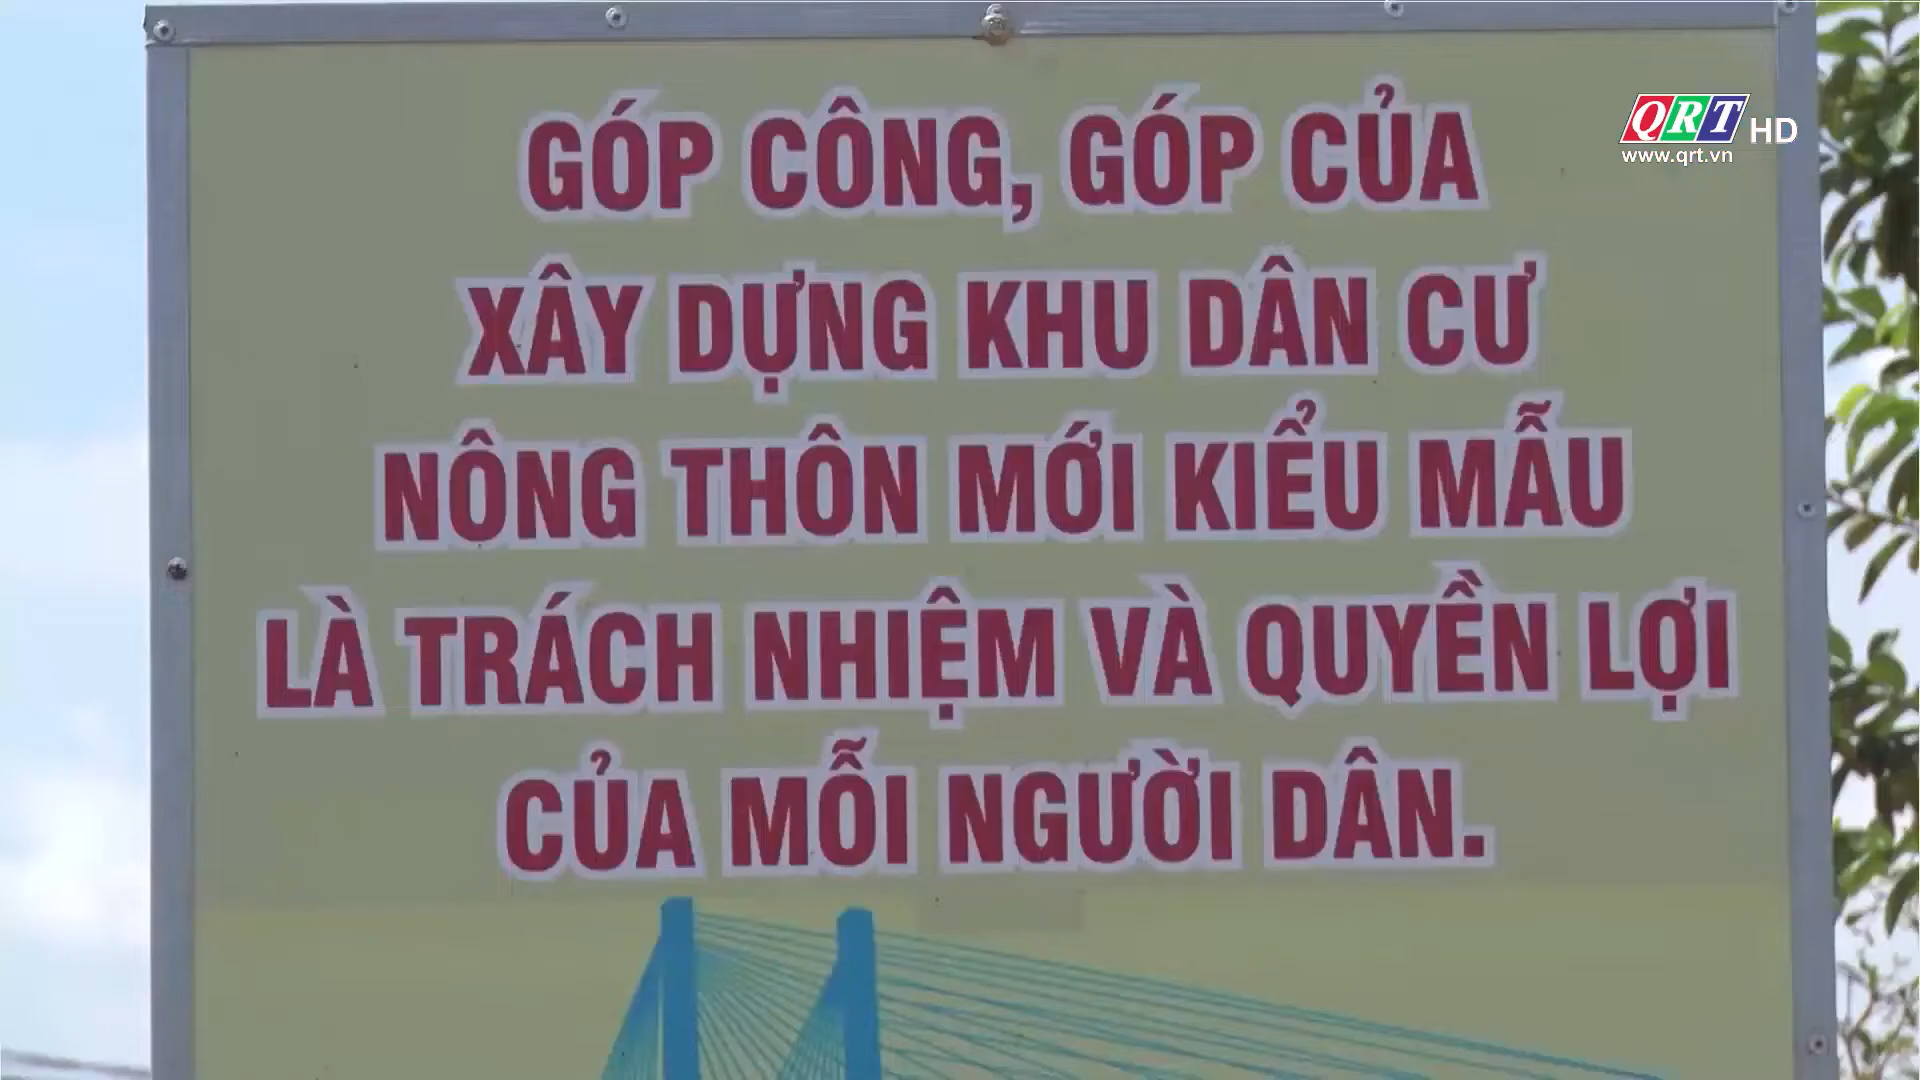 GÓP CÔNG, GÓP CỦA
XÂY DỰNG KHU DÂN CƯ
NÔNG THÔN MỚI KIỂU MẪU
LÀ TRÁCH NHIỆM VÀ QUYỀN LỢI
CỦA MỖI NGƯỜI DÂN.
QRT HD
www.qrt.vn